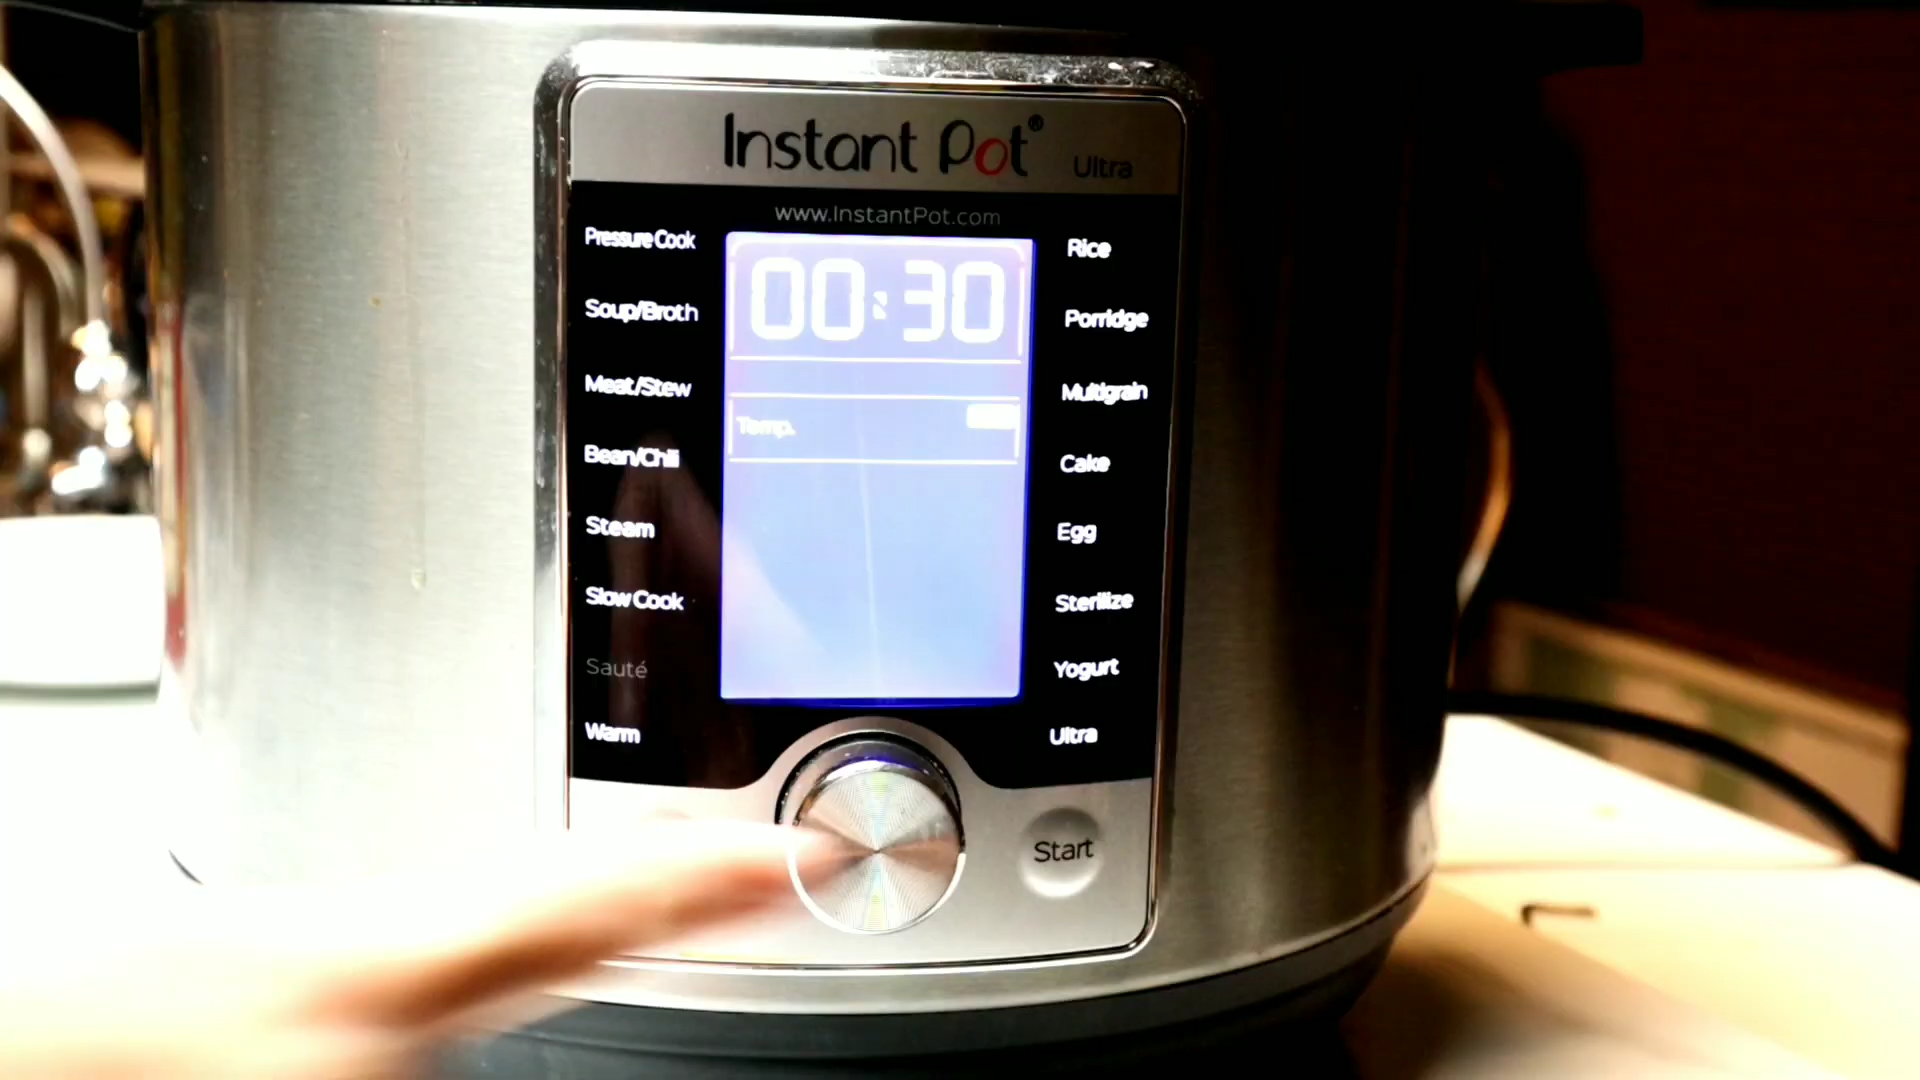 Instant Pot® Ultra
www.InstantPot.com
Pressure Cook
Soup/Broth
Meat/Stew
Bean/Chili
Steam
Slow Cook
Sauté
Warm
00:30
Temp.
Rice
Porridge
Multigrain
Cake
Egg
Sterilize
Yogurt
Ultra
Start